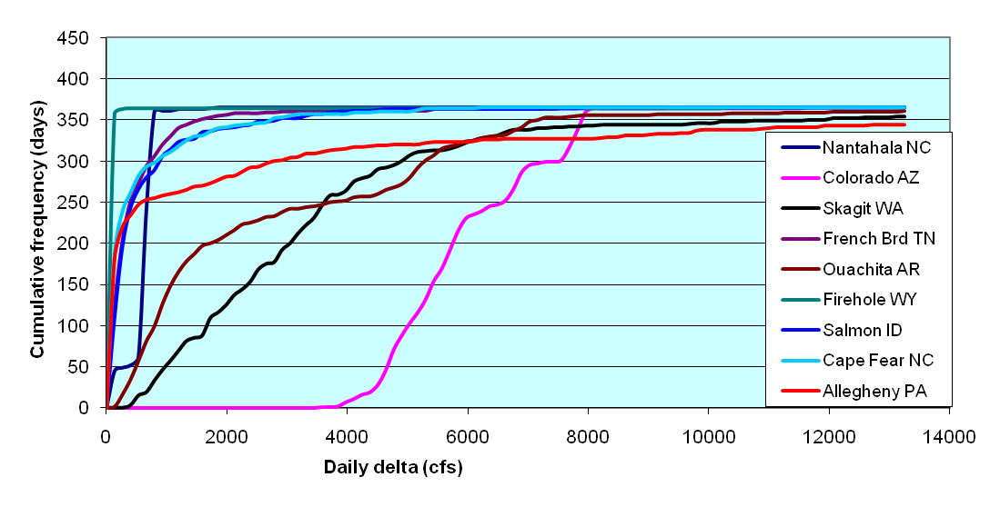 450
400
350
300
250
200
150
100
50
0
Cumulative frequency (days)
0 2000 4000 6000 8000 10000 12000 14000
Daily delta (cfs)
Nantahala NC
Colorado AZ
Skagit WA
French Brd TN
Ouachita AR
Firehole WY
Salmon ID
Cape Fear NC
Allegheny PA